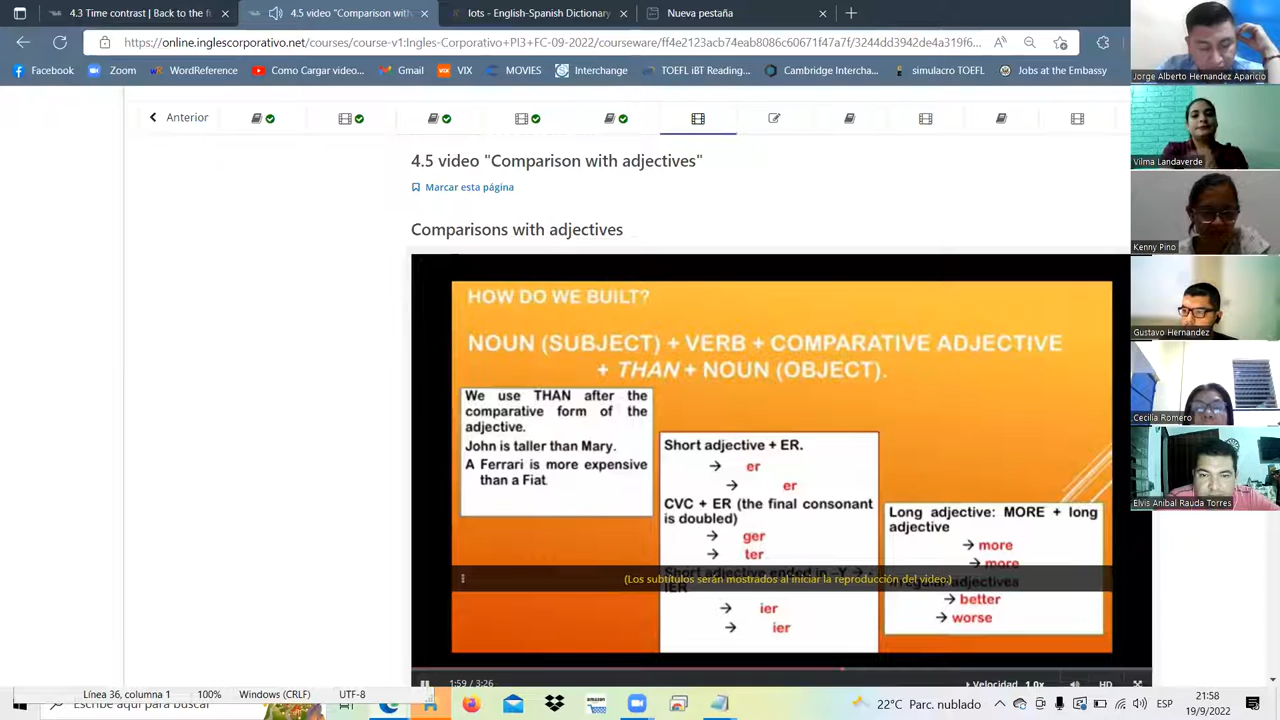 4.3 Time contrast | Back to the f
4.5 video "Comparison with
lots - English-Spanish Dictionary
Nueva pestaña
https://online.inglescorporativo.net/courses/course-v1:Ingles-Corporativo+PI3+FC-09-2022/courseware/ff4e2123acb74eab8086c60671f47a7f/3244dd3942de4a319f6...
Facebook
Zoom
WordReference
Como Cargar video...
Gmail
VIX
MOVIES
Interchange
TOEFL iBT Reading...
Cambridge Intercha...
simulacro TOEFL
Jobs at the Embassy
Anterior
4.5 video "Comparison with adjectives"
Marcar esta página
Comparisons with adjectives
HOW DO WE BUILT?
NOUN (SUBJECT) + VERB + COMPARATIVE ADJECTIVE
+ THAN + NOUN (OBJECT).
We use THAN after the
comparative form of the
adjective.
John is taller than Mary.
A Ferrari is more expensive
than a Fiat
Short adjective + ER.
→ er
→ er
CVC + ER (the final consonant
is doubled)
→ ger
→ ter
Short adjective ended in –Y → -
IER
→ ier
→ ier
Long adjective: MORE + long
adjective
→ more
→ more
Irregular adjectives
→ better
→ worse
(Los subtítulos serán mostrados al iniciar la reproducción del video.)
1:59 / 3:26
Velocidad 1.0x
HD
Jorge Alberto Hernandez Aparicio
Vilma Landaverde
Kenny Pino
Gustavo Hernandez
Cecilia Romero
Elvis Anibal Rauda Torres
Línea 36, columna 1
100%
Windows (CRLF)
UTF-8
Escribe aquí para buscar
amazon
22°C Parc. nublado
ESP
21:58
19/9/2022